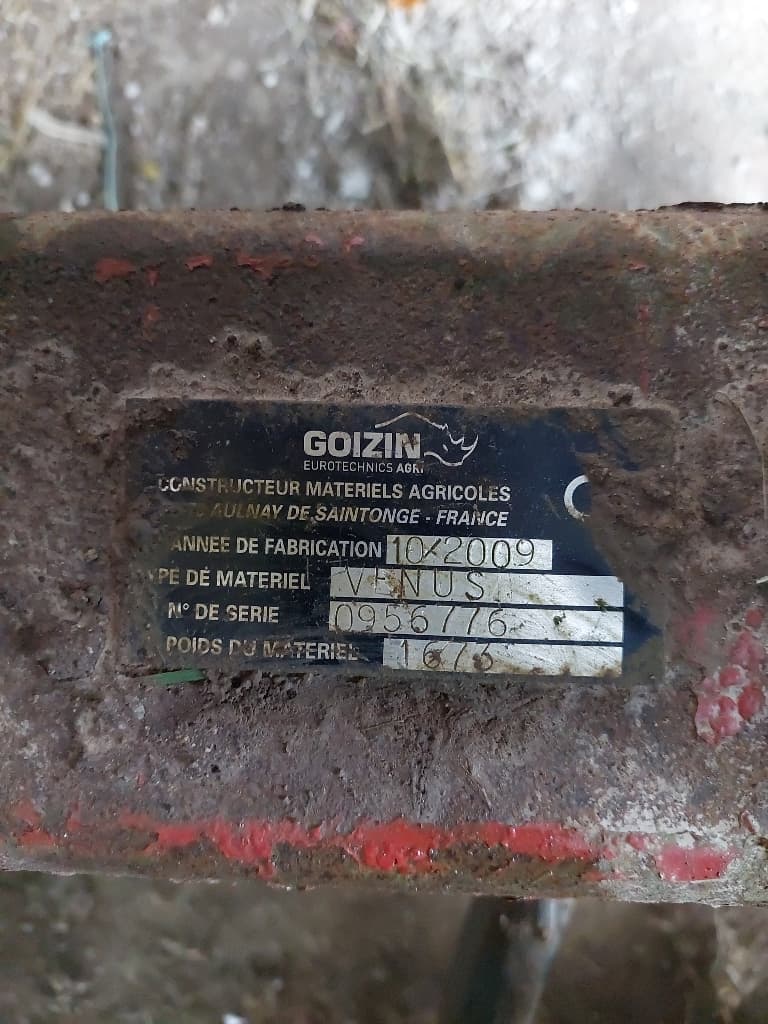 GOIZIN
EUROTECHNICS AGRI
CONSTRUCTEUR MATERIELS AGRICOLES
AULNAY DE SAINTONGE - FRANCE
ANNEE DE FABRICATION 10/2009
TYPE DE MATERIEL VENUS
N° DE SERIE 0956776
POIDS DU MATERIEL